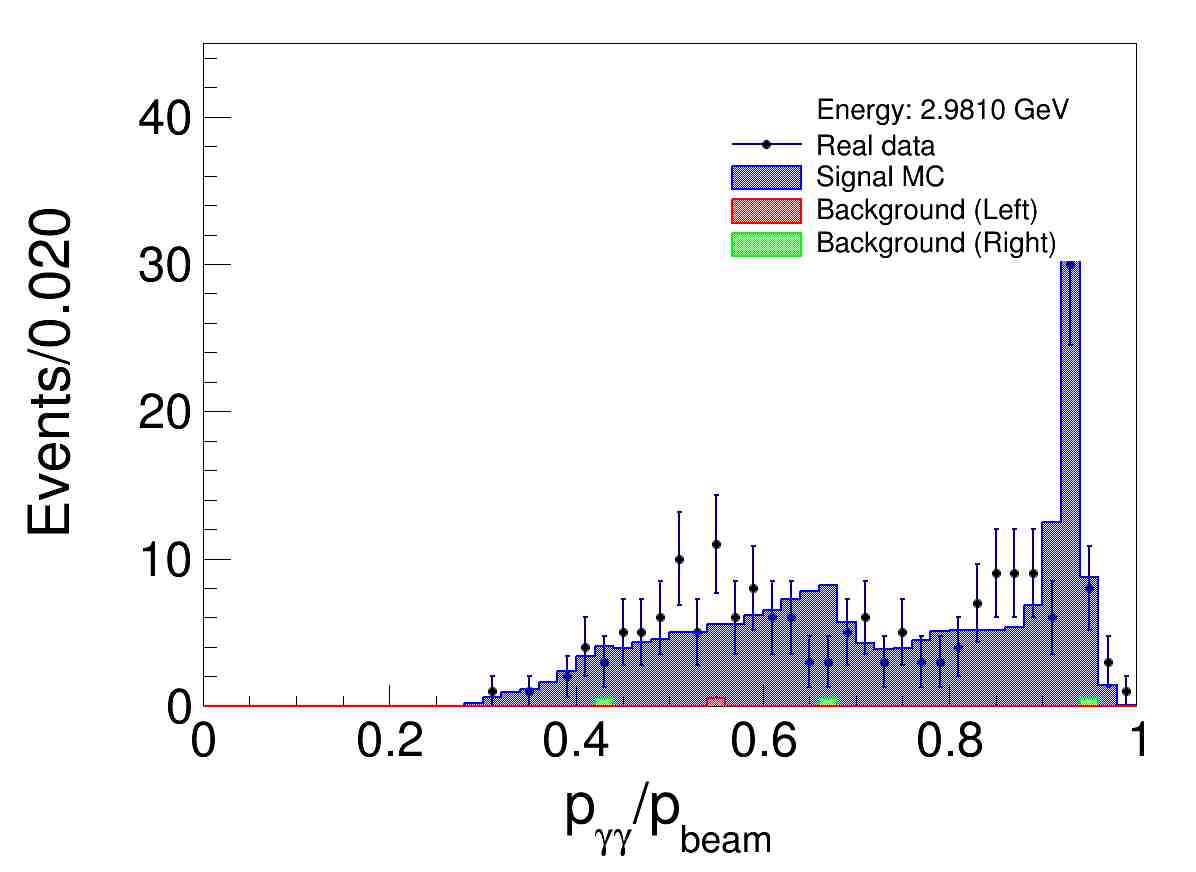 Energy: 2.9810 GeV
Real data
Signal MC
Background (Left)
Background (Right)
Events/0.020
40
30
20
10
0
0 0.2 0.4 0.6 0.8 1
pγγ/pbeam